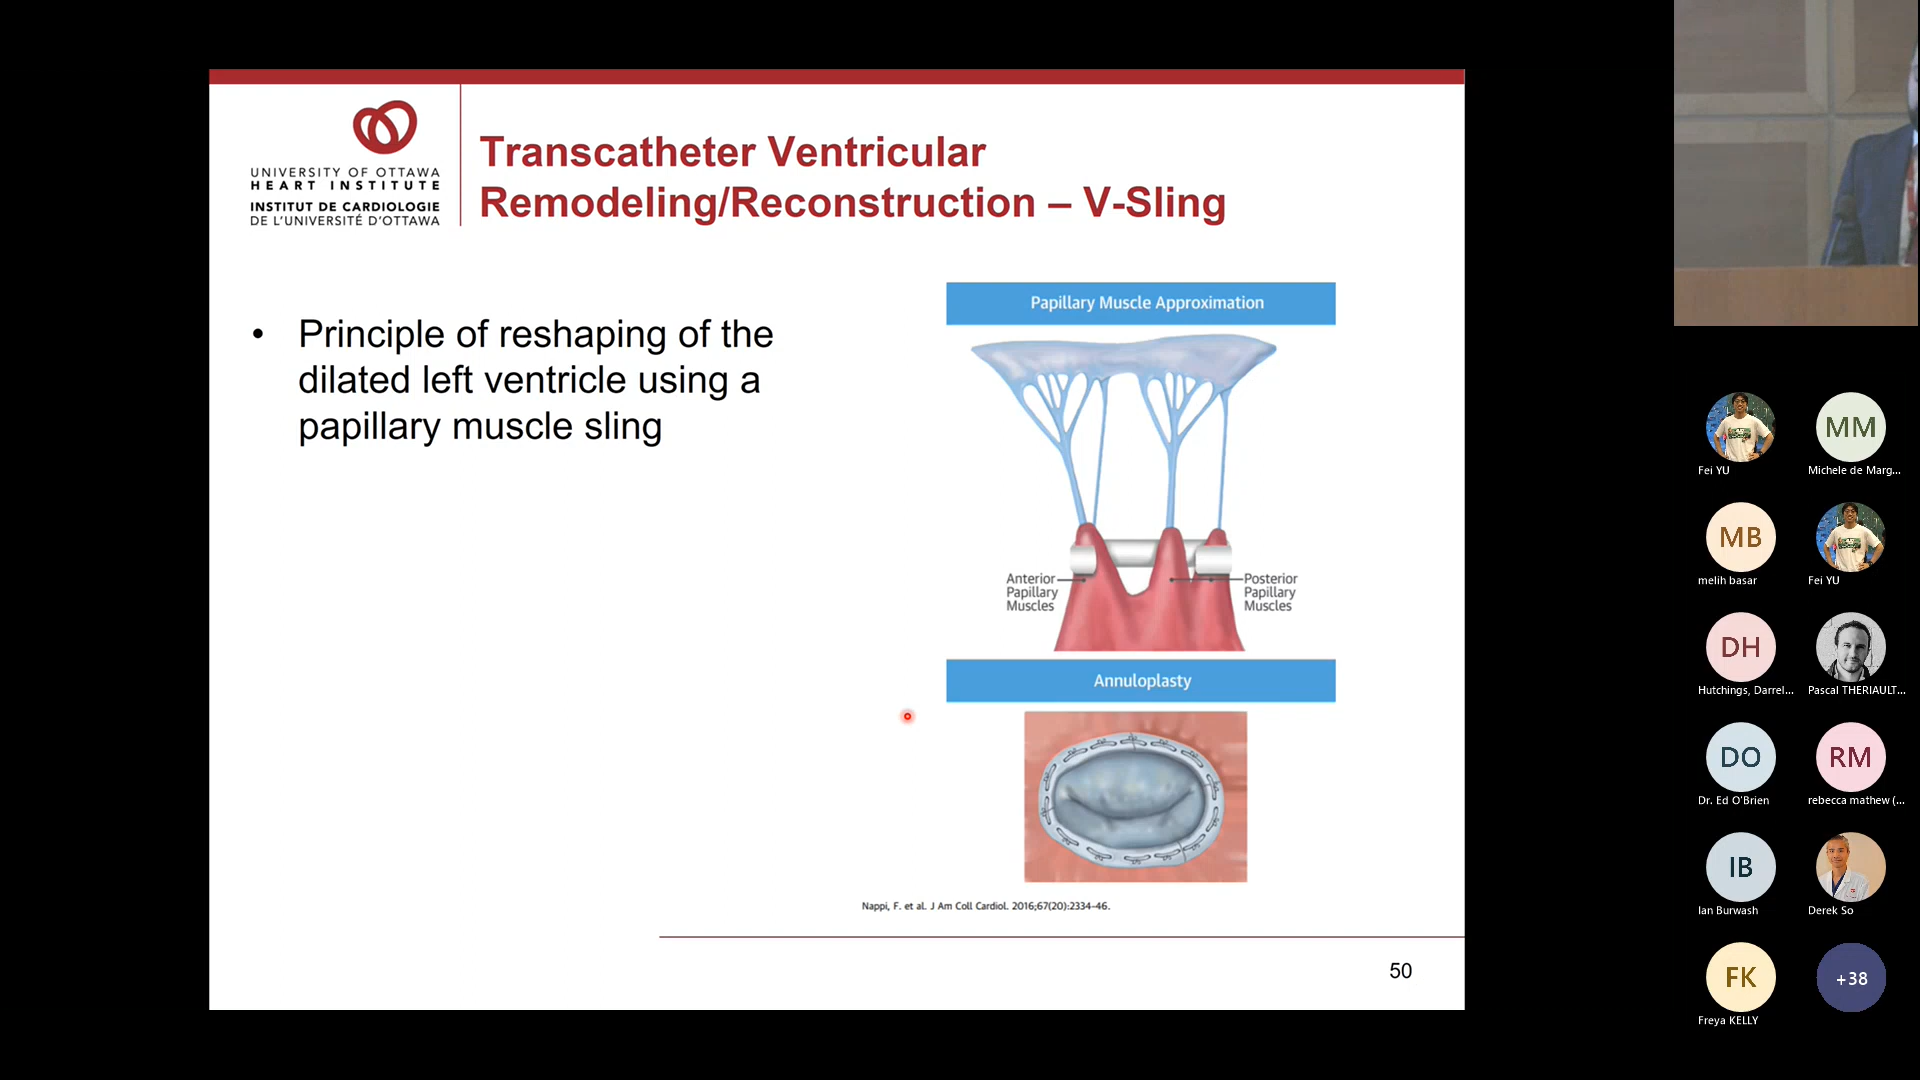 UNIVERSITY OF OTTAWA
HEART INSTITUTE
INSTITUT DE CARDIOLOGIE
DE L'UNIVERSITÉ D'OTTAWA
Transcatheter Ventricular
Remodeling/Reconstruction – V-Sling
• Principle of reshaping of the
dilated left ventricle using a
papillary muscle sling
Papillary Muscle Approximation
Anterior
Papillary
Muscles
Posterior
Papillary
Muscles
Annuloplasty
Nappi, F. et al. J Am Coll Cardiol. 2016;67(20):2334-46.
50
Fei YU
MM
Michele de Marg...
MB
melih basar
Fei YU
DH
Hutchings, Darrel...
Pascal THERIAULT...
DO
Dr. Ed O'Brien
RM
rebecca mathew (...
IB
Ian Burwash
Derek So
FK
Freya KELLY
+38